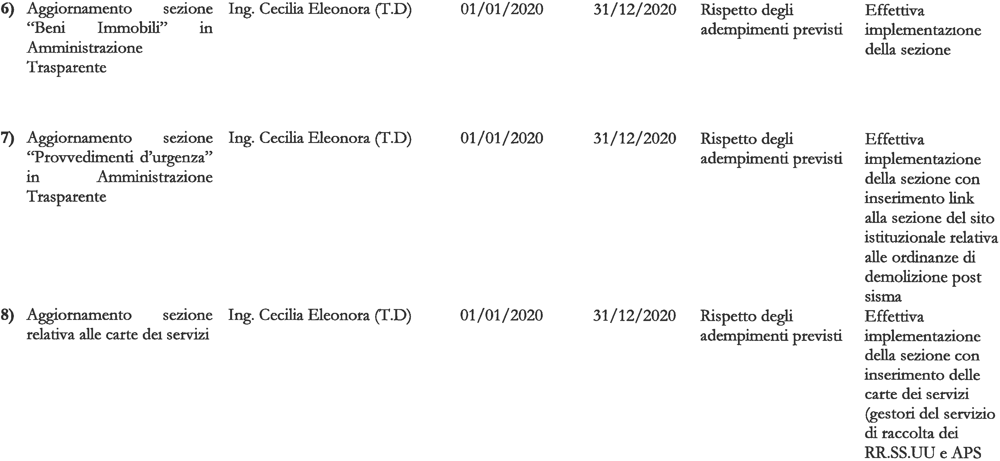 6) Aggiornamento sezione Ing. Cecilia Eleonora (T.D) 01/01/2020 31/12/2020 Rispetto degli Effettiva
“Beni Immobili” in adempimenti previsti implementazione
Amministrazione della sezione
Trasparente
7) Aggiornamento sezione Ing. Cecilia Eleonora (T.D) 01/01/2020 31/12/2020 Rispetto degli Effettiva
“Provvedimenti d’urgenza” adempimenti previsti implementazione
in Amministrazione della sezione con
Trasparente inserimento link
alla sezione del sito
istituzionale relativa
alle ordinanze di
demolizione post
sisma
8) Aggiornamento sezione Ing. Cecilia Eleonora (T.D) 01/01/2020 31/12/2020 Rispetto degli Effettiva
relativa alle carte dei servizi adempimenti previsti implementazione
della sezione con
inserimento delle
carte dei servizi
(gestori del servizio
di raccolta dei
RR.SS.UU e APS